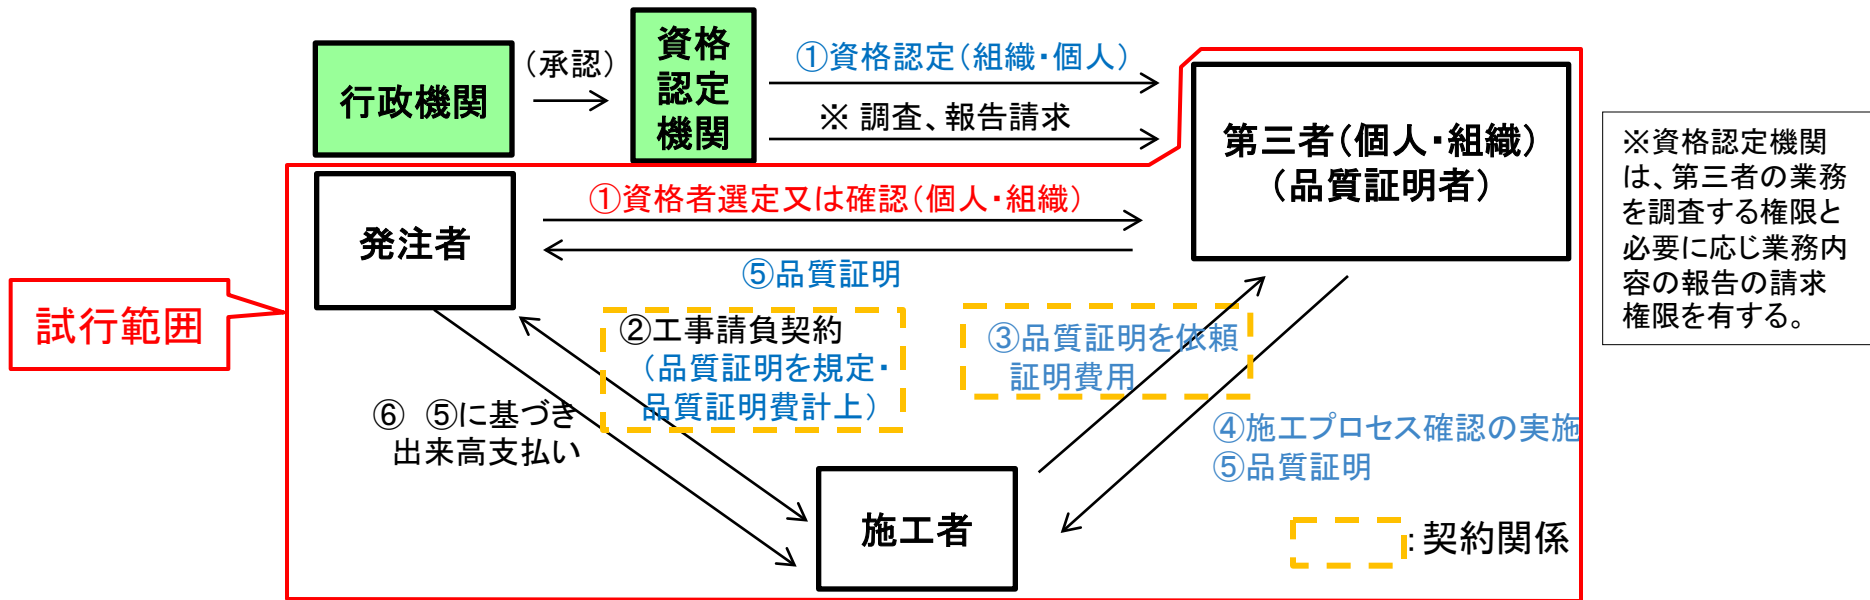 行政機関
(承認)
資格
認定
機関
①資格認定(組織・個人)
※ 調査、報告請求
第三者(個人・組織)
(品質証明者)
※資格認定機関
は、第三者の業務
を調査する権限と
必要に応じ業務内
容の報告の請求
権限を有する。
発注者
①資格者選定又は確認(個人・組織)
⑤品質証明
試行範囲
②工事請負契約
(品質証明を規定・
品質証明費計上)
③品質証明を依頼
証明費用
⑥ ⑤に基づき
出来高支払い
④施工プロセス確認の実施
⑤品質証明
施工者
:契約関係